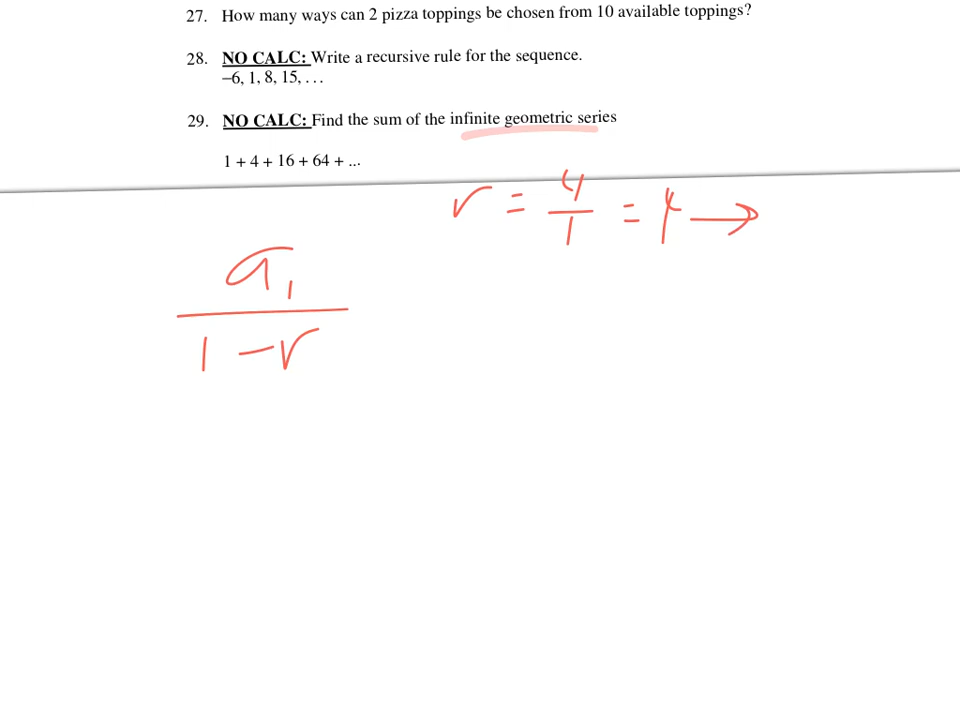 27. How many ways can 2 pizza toppings be chosen from 10 available toppings?
28. NO CALC: Write a recursive rule for the sequence.
–6, 1, 8, 15, . . .
29. NO CALC: Find the sum of the infinite geometric series
1 + 4 + 16 + 64 + ...
r = 4/1 = 4 →
a₁
1 – r